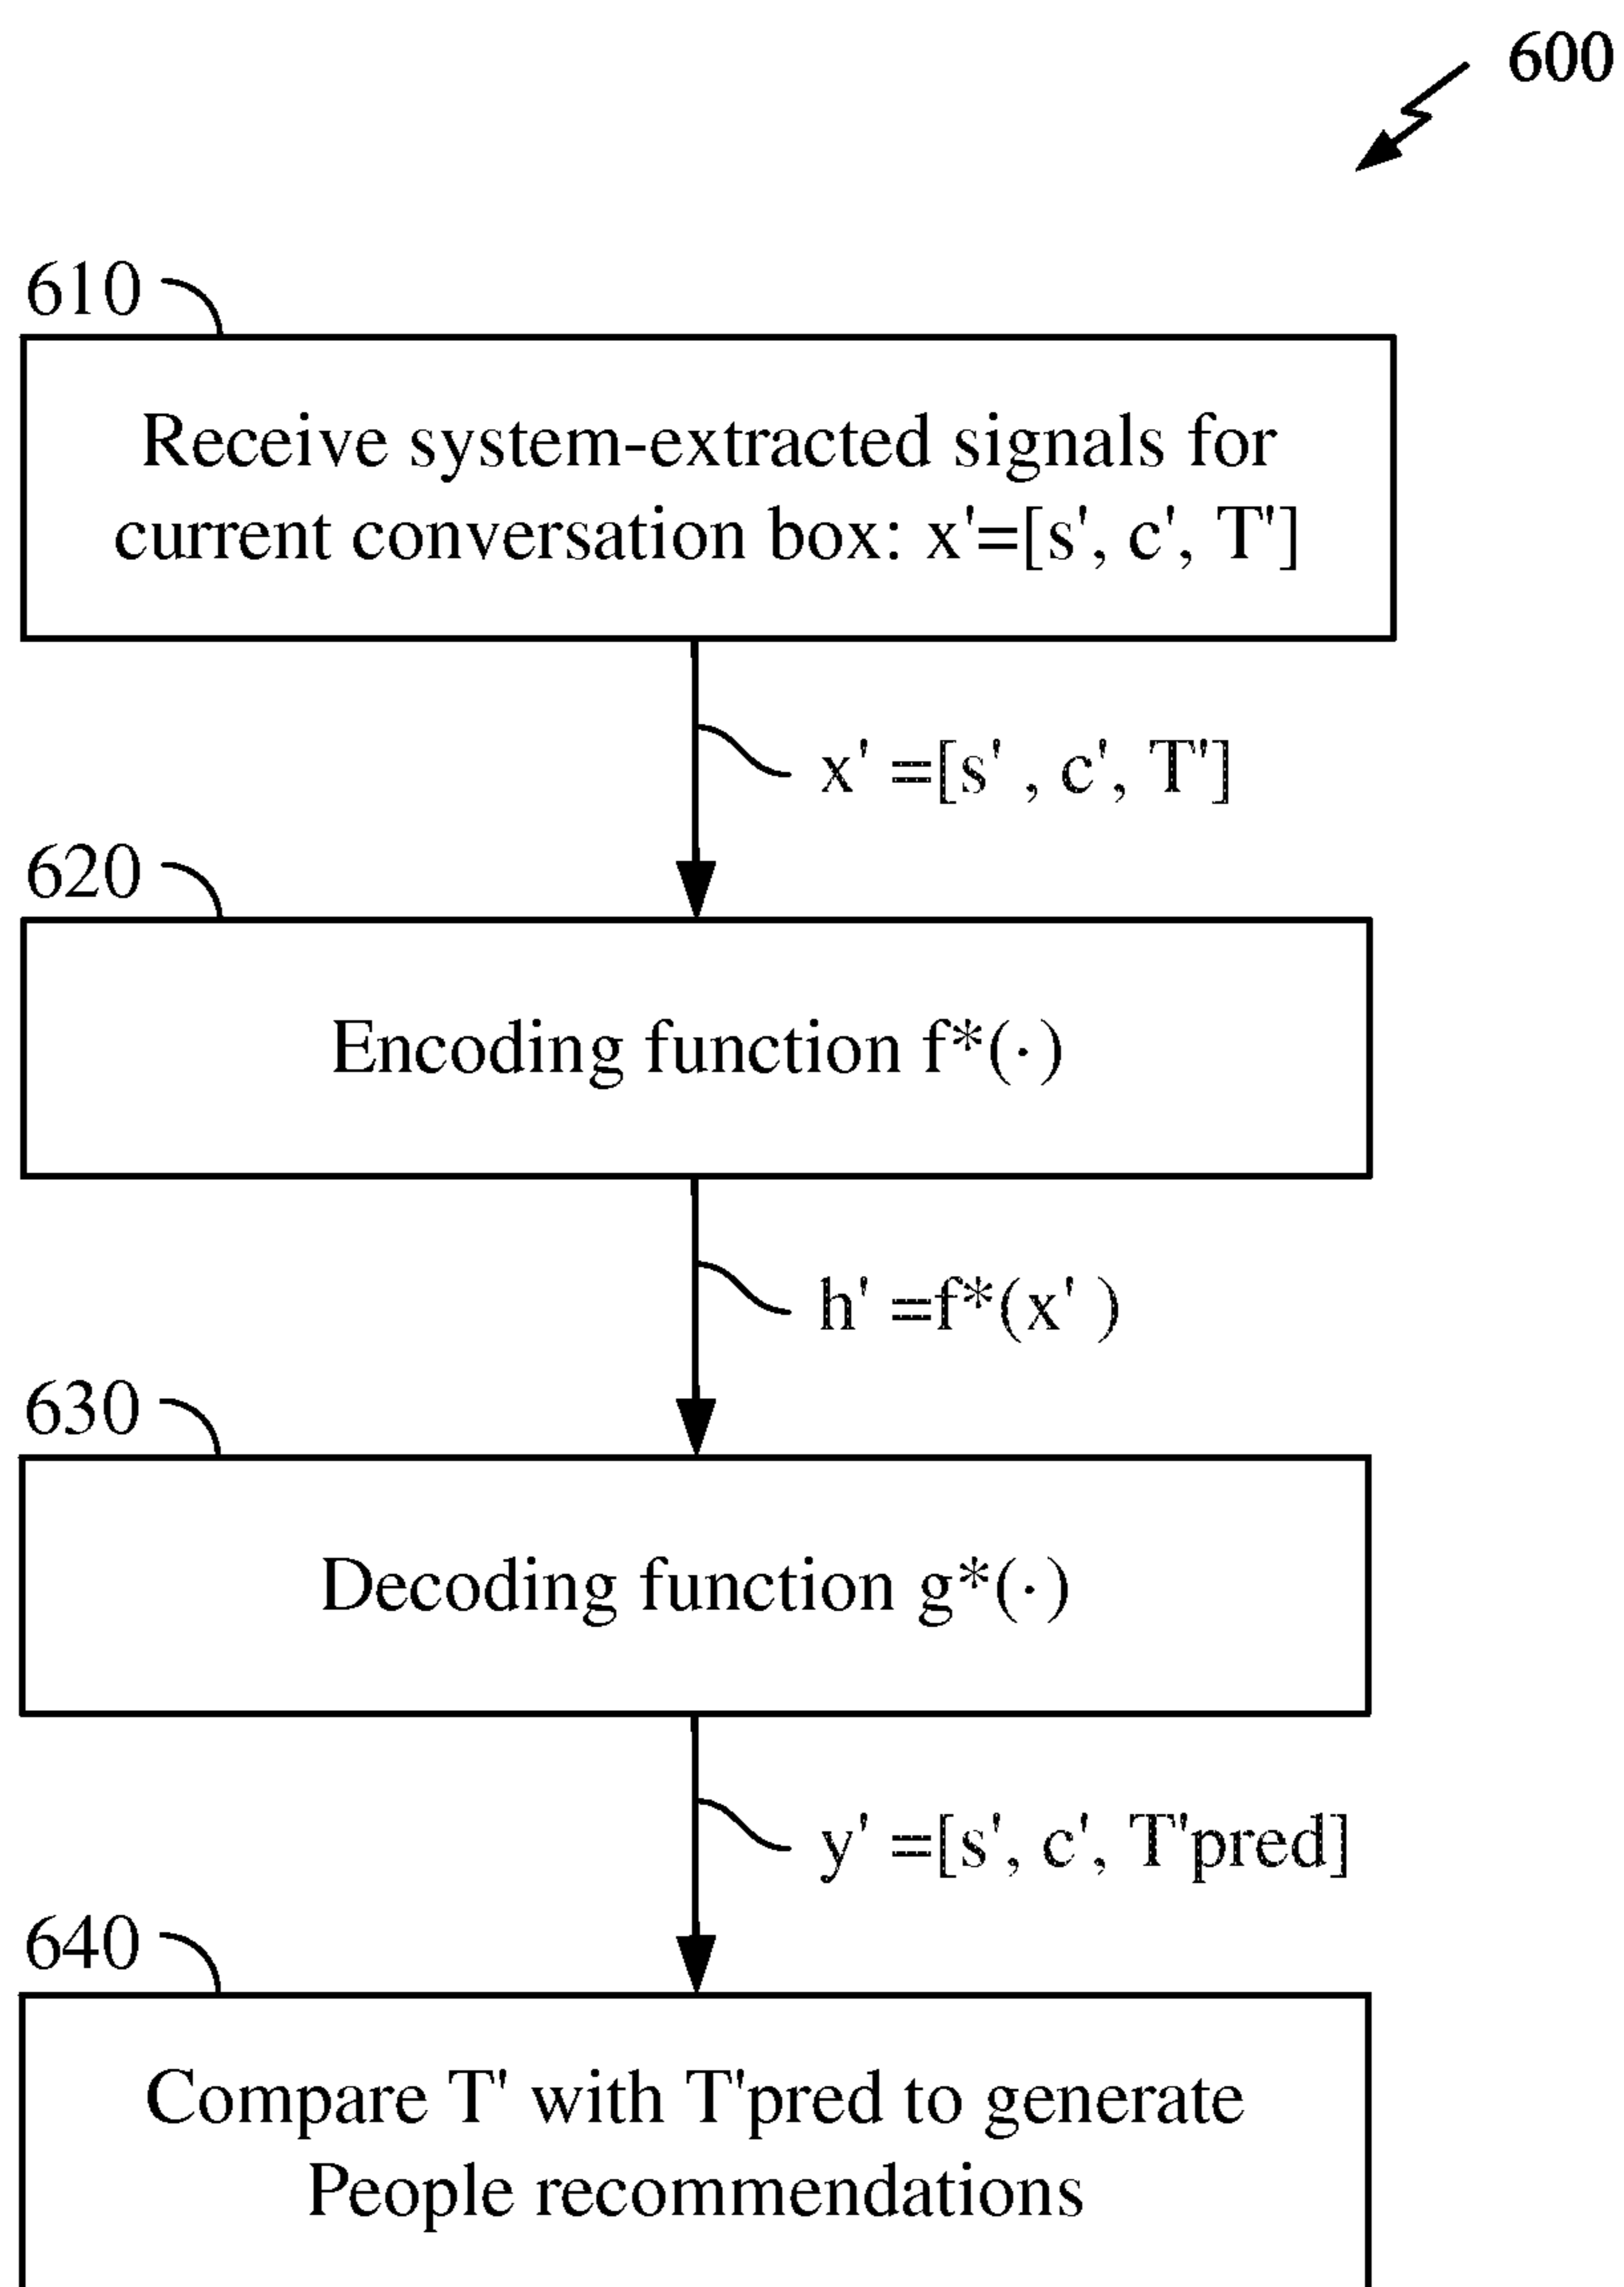 600
610
Receive system-extracted signals for
current conversation box: x'=[s', c', T']
x' =[s' , c', T']
620
Encoding function f*(·)
h' =f*(x' )
630
Decoding function g*(·)
y' =[s', c', T'pred]
640
Compare T' with T'pred to generate
People recommendations